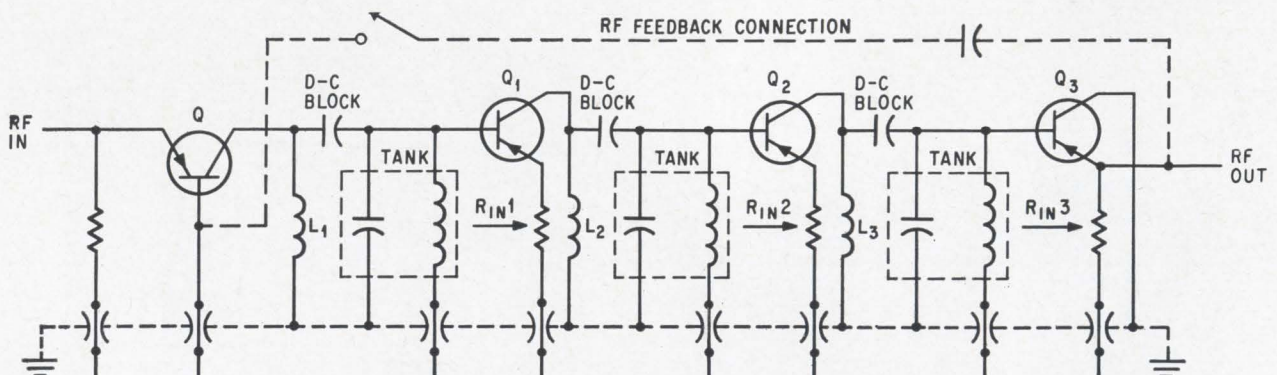 RF FEEDBACK CONNECTION
RF
IN
Q
D-C
BLOCK
Q1
D-C
BLOCK
Q2
D-C
BLOCK
Q3
RF
OUT
L1
TANK
RIN1
L2
TANK
RIN2
L3
TANK
RIN3